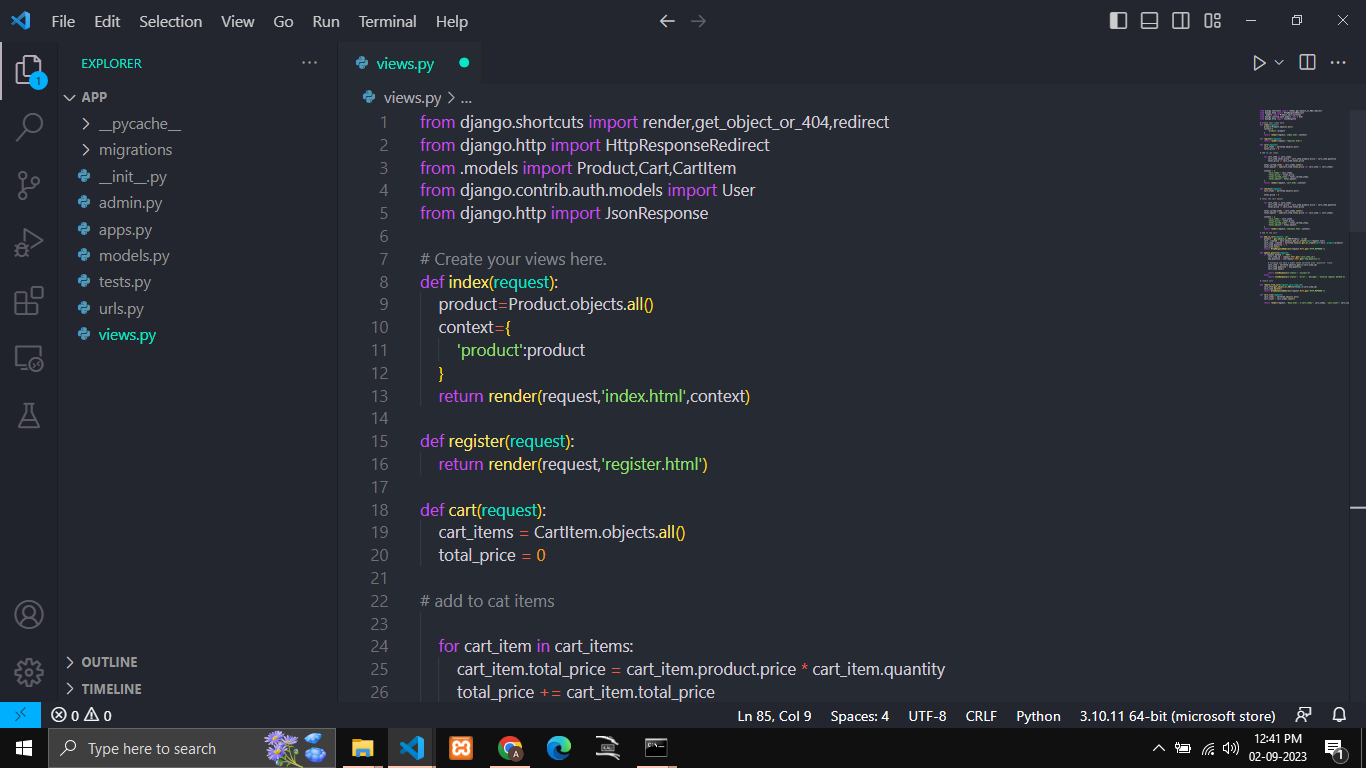 File Edit Selection View Go Run Terminal Help
EXPLORER
views.py
1
APP
views.py > ...
__pycache__
migrations
__init__.py
admin.py
apps.py
models.py
tests.py
urls.py
views.py
1 from django.shortcuts import render,get_object_or_404,redirect
2 from django.http import HttpResponseRedirect
3 from .models import Product,Cart,CartItem
4 from django.contrib.auth.models import User
5 from django.http import JsonResponse
6
7 # Create your views here.
8 def index(request):
9 product=Product.objects.all()
10 context={
11 'product':product
12 }
13 return render(request,'index.html',context)
14
15 def register(request):
16 return render(request,'register.html')
17
18 def cart(request):
19 cart_items = CartItem.objects.all()
20 total_price = 0
21
22 # add to cat items
23
24 for cart_item in cart_items:
25 cart_item.total_price = cart_item.product.price * cart_item.quantity
26 total_price += cart_item.total_price
OUTLINE
TIMELINE
0 0 Ln 85, Col 9 Spaces: 4 UTF-8 CRLF Python 3.10.11 64-bit (microsoft store)
Type here to search
12:41 PM
02-09-2023
1